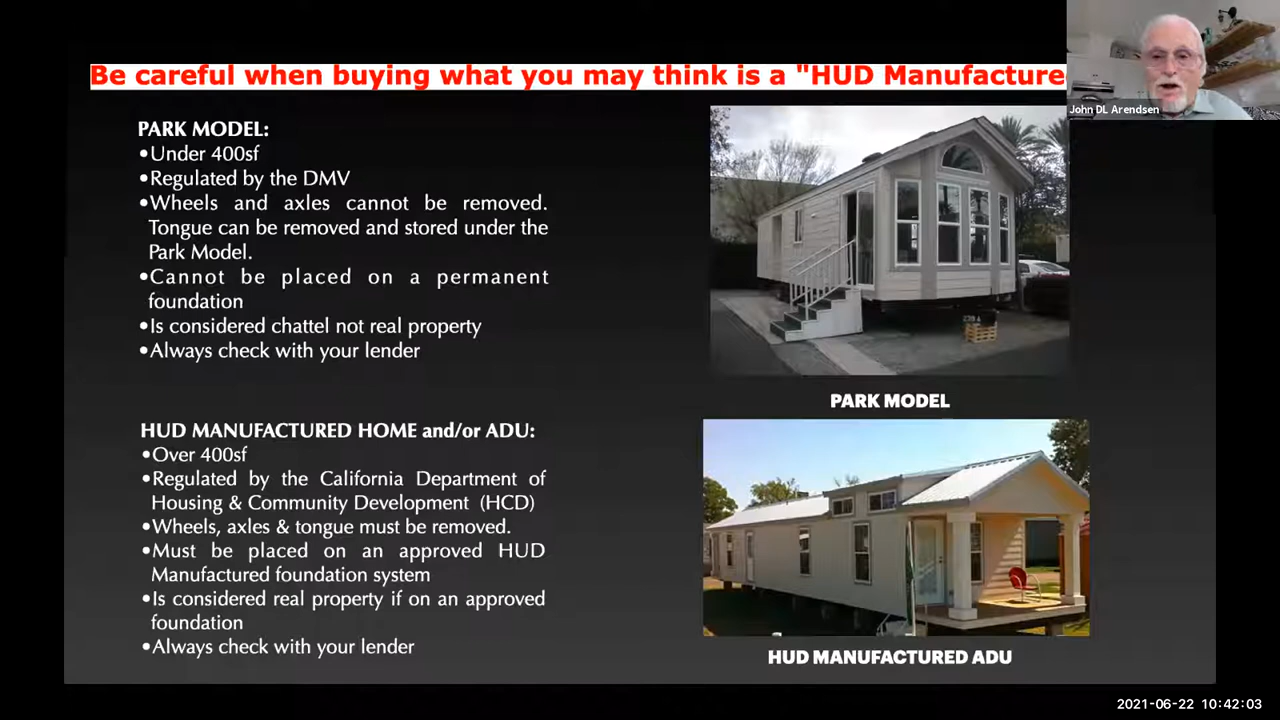 Be careful when buying what you may think is a "HUD Manufacture
John DL Arendsen
PARK MODEL:
•Under 400sf
•Regulated by the DMV
•Wheels and axles cannot be removed.
Tongue can be removed and stored under the
Park Model.
•Cannot be placed on a permanent
foundation
•Is considered chattel not real property
•Always check with your lender
PARK MODEL
HUD MANUFACTURED HOME and/or ADU:
•Over 400sf
•Regulated by the California Department of
Housing & Community Development (HCD)
•Wheels, axles & tongue must be removed.
•Must be placed on an approved HUD
Manufactured foundation system
•Is considered real property if on an approved
foundation
•Always check with your lender
HUD MANUFACTURED ADU
2021-06-22 10:42:03